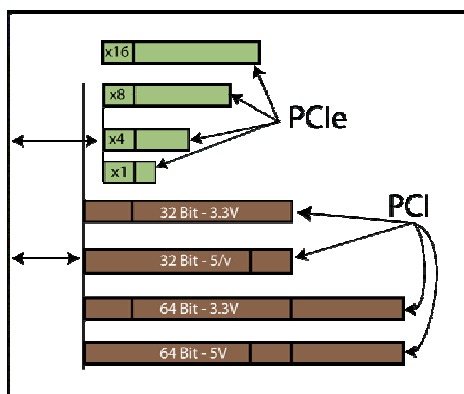 x16
x8
PCIe
x4
x1
32 Bit - 3.3V
PCI
32 Bit - 5/v
64 Bit - 3.3V
64 Bit - 5V